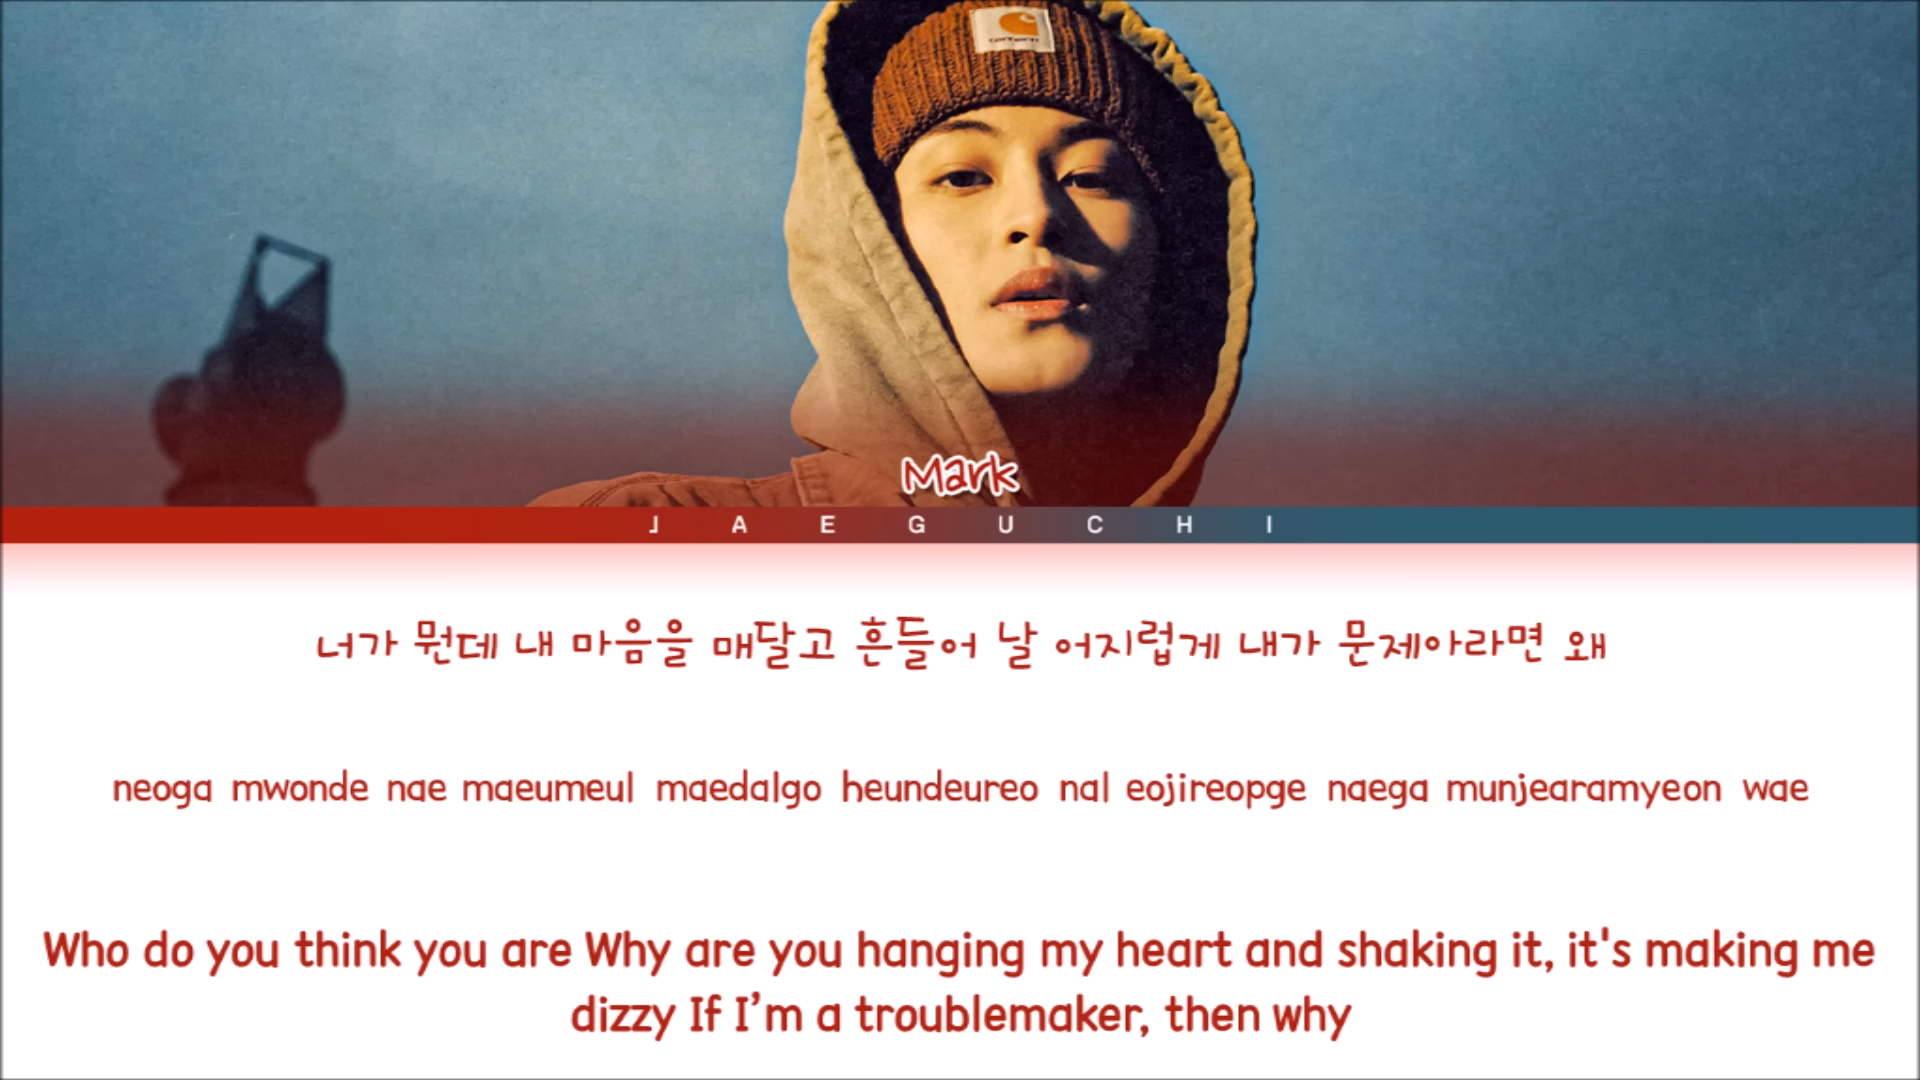 carhartt
Mark
JAEGUCHI
너가 뭔데 내 마음을 매달고 흔들어 날 어지럽게 내가 문제아라면 왜
neoga mwonde nae maeumeul maedalgo heundeureo nal eojireopge naega munjearamyeon wae
Who do you think you are Why are you hanging my heart and shaking it, it's making me
dizzy If I’m a troublemaker, then why